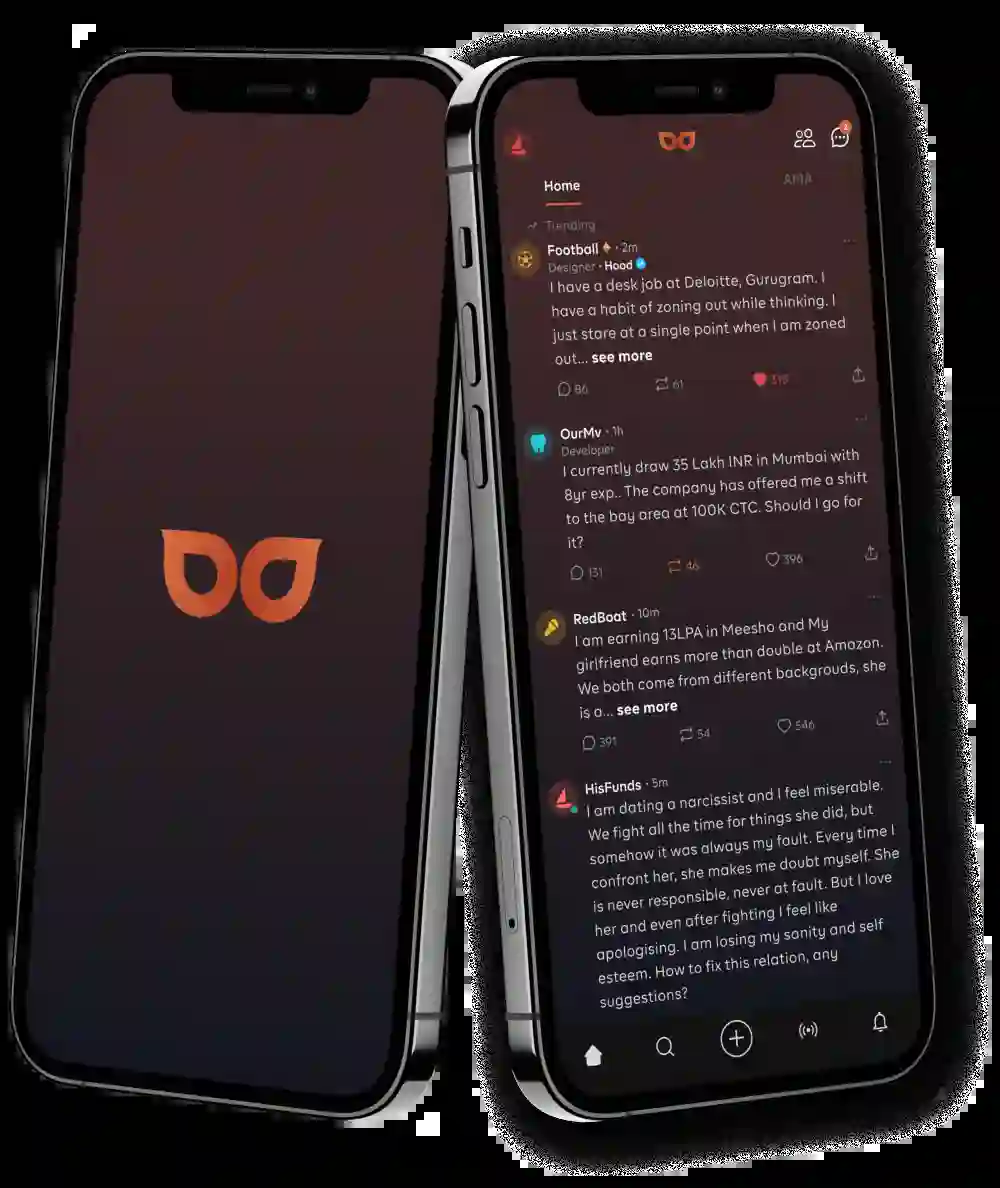 2
Home
AMA
Trending
Football · 2m
Designer · Hood
I have a desk job at Deloitte, Gurugram. I
have a habit of zoning out while thinking. I
just stare at a single point when I am zoned
out... see more
86 61 315
OurMv · 1h
Developer
I currently draw 35 Lakh INR in Mumbai with
8yr exp.. The company has offered me a shift
to the bay area at 100K CTC. Should I go for
it?
131 46 396
RedBoat · 10m
I am earning 13LPA in Meesho and My
girlfriend earns more than double at Amazon.
We both come from different backgrouds, she
is a... see more
391 54 546
HisFunds · 5m
I am dating a narcissist and I feel miserable.
We fight all the time for things she did, but
somehow it was always my fault. Every time I
confront her, she makes me doubt myself. She
is never responsible, never at fault. But I love
her and even after fighting I feel like
apologising. I am losing my sanity and self
esteem. How to fix this relation, any
suggestions?